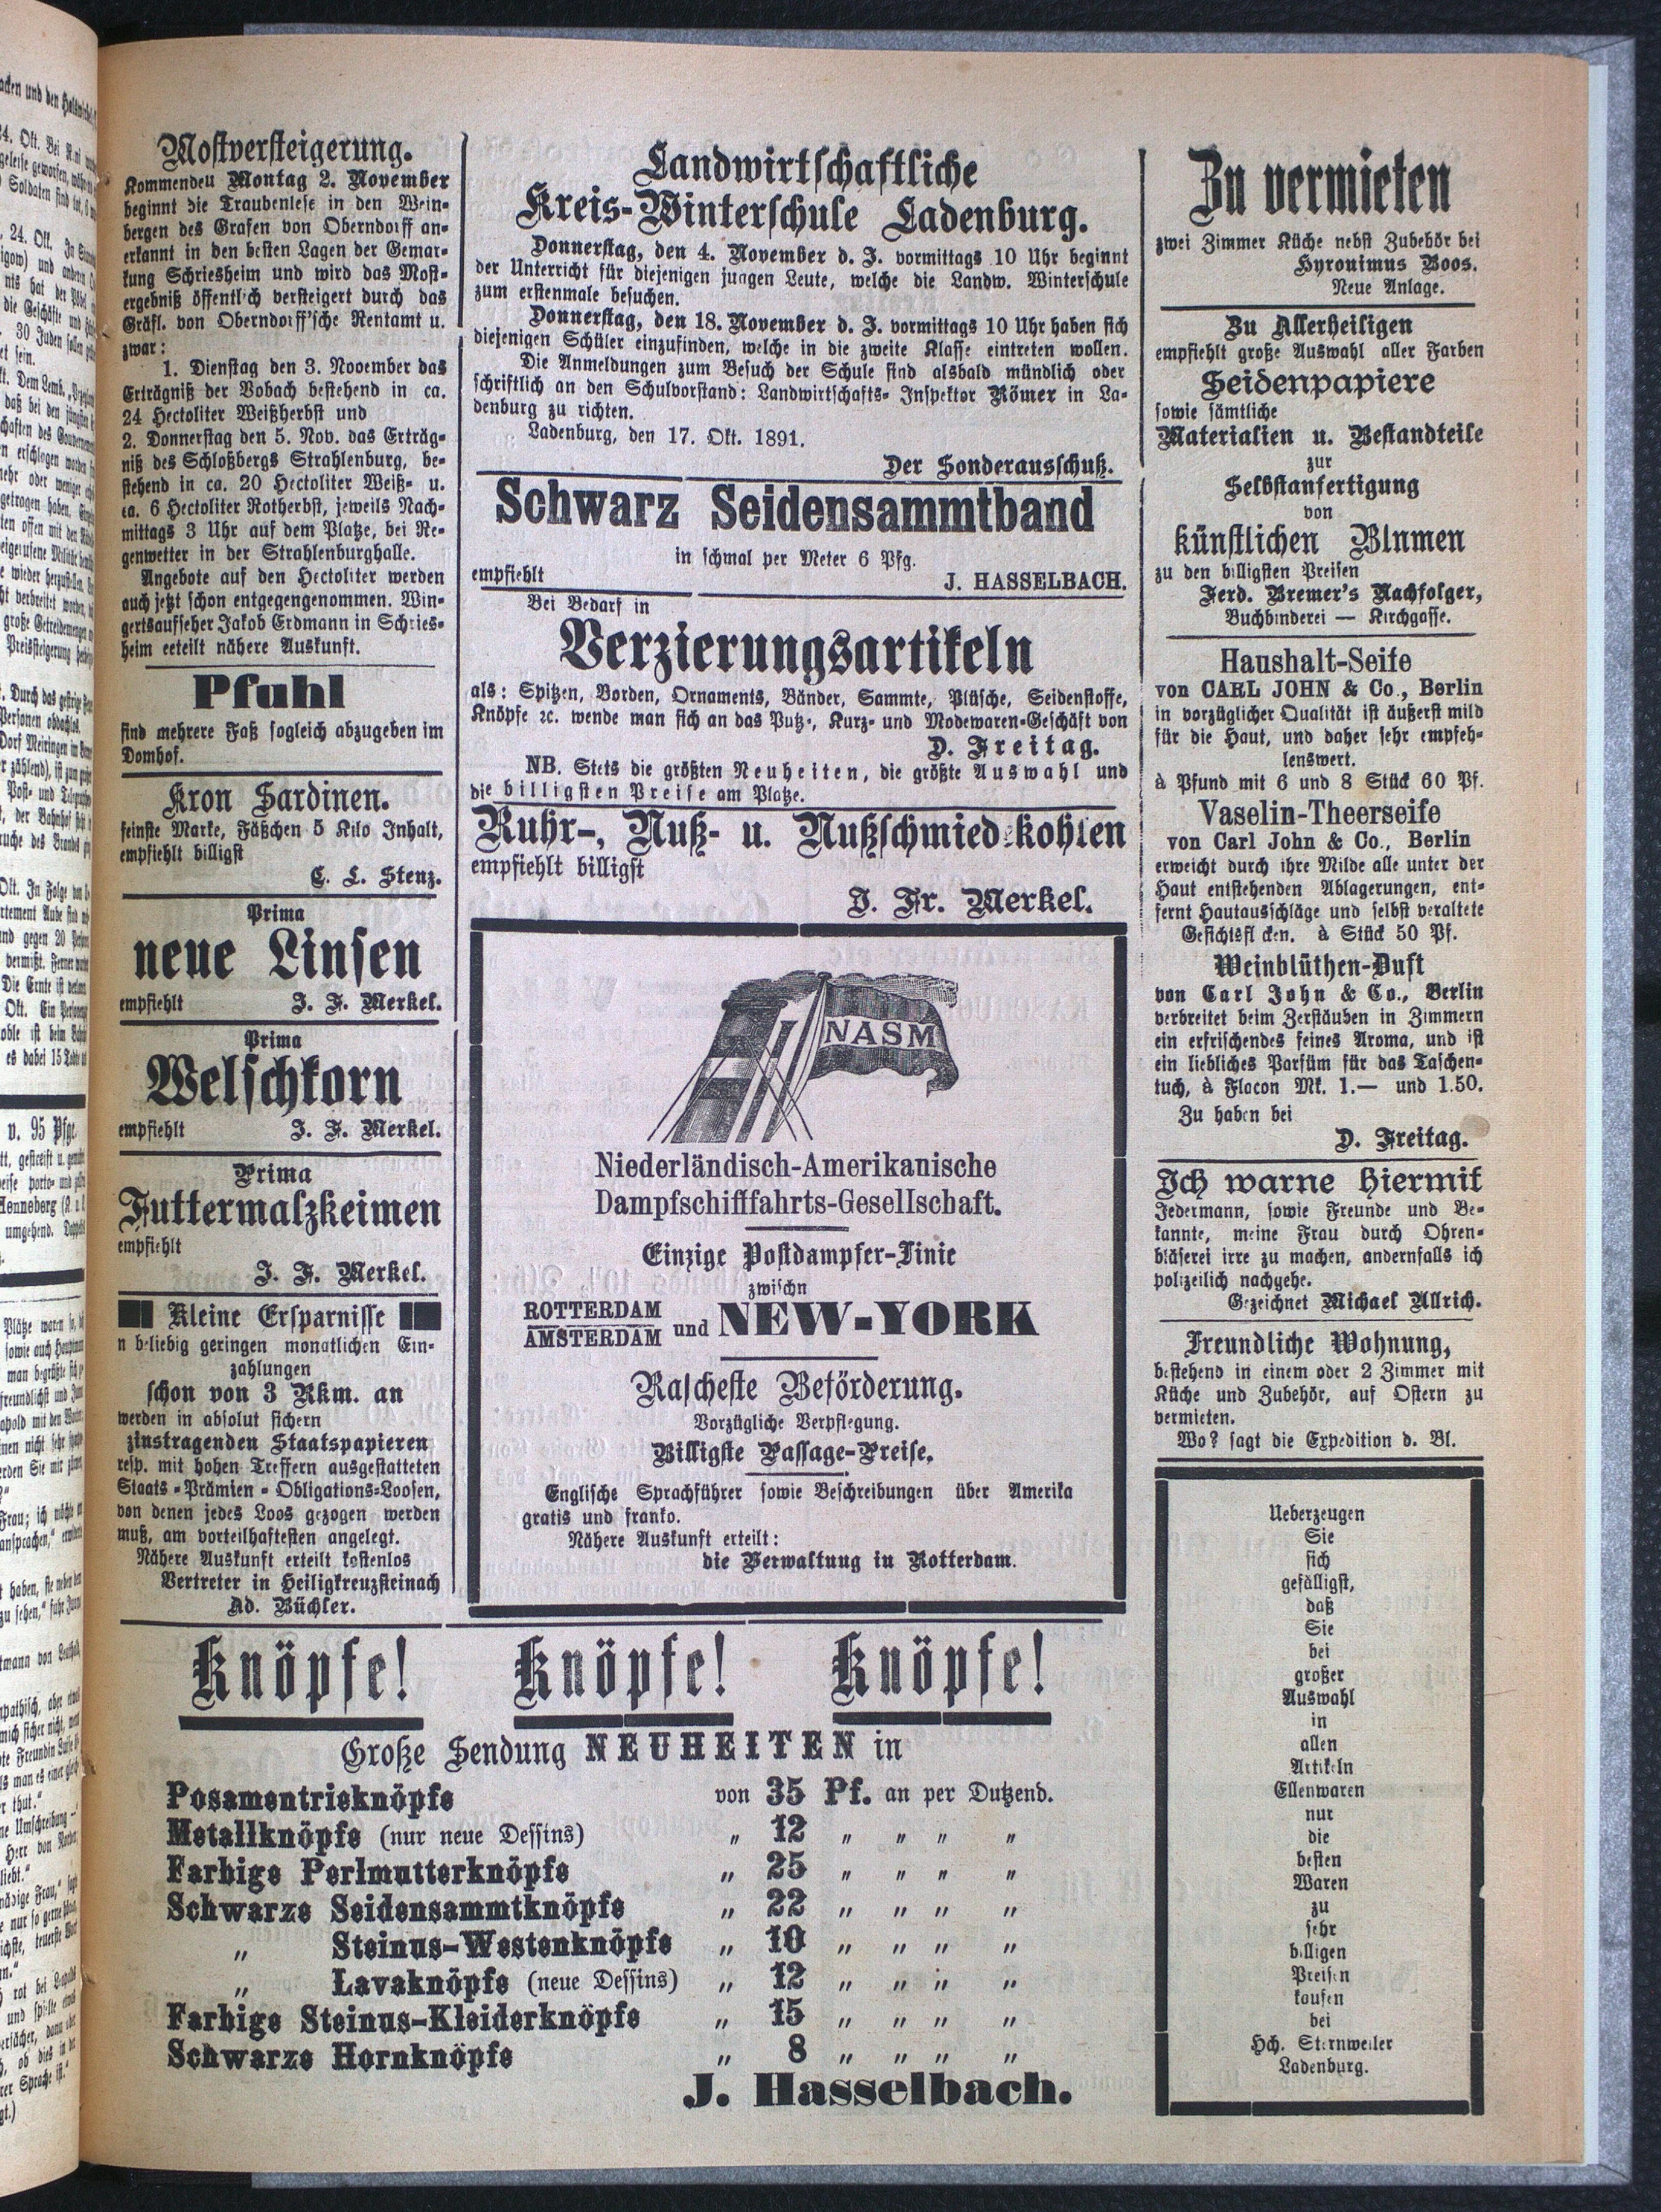 Mostversteigerung.
Kommenden Montag 2. November
beginnt die Traubenlese in den Wein-
bergen des Grafen von Oberndorff an-
erkannt in den besten Lagen der Gemar-
kung Schriesheim und wird das Most-
ergebniß öffentlich versteigert durch das
Gräfl. von Oberndorff'sche Rentamt u.
zwar:
1. Dienstag den 3. November das
Erträgniß der Vobach bestehend in ca.
24 Hectoliter Weißherbst und
2. Donnerstag den 5. Nov. das Erträg-
niß des Schloßbergs Strahlenburg, be-
stehend in ca. 20 Hectoliter Weiß- u.
ca. 6 Hectoliter Rotherbst, jeweils Nach-
mittags 3 Uhr auf dem Platze, bei Re-
genwetter in der Strahlenburghalle.
Angebote auf den Hectoliter werden
auch jetzt schon entgegengenommen. Win-
gertsaufseher Jakob Erdmann in Schries-
heim eeteilt nähere Auskunft.
Pfuhl
sind mehrere Faß sogleich abzugeben im
Domhof.
Kron Sardinen.
feinste Marke, Fäßchen 5 Kilo Inhalt,
empfiehlt billigst
C. L. Stenz.
Prima
neue Linsen
empfiehlt J. F. Merkel.
Prima
Welschkorn
empfiehlt J. F. Merkel.
Prima
Futtermalzkeimen
empfiehlt
J. F. Merkel.
Kleine Ersparnisse
n beliebig geringen monatlichen Ein-
zahlungen
schon von 3 Rkm. an
werden in absolut sichern
zinstragenden Staatspapieren
resp. mit hohen Treffern ausgestatteten
Staats-Prämien-Obligations-Loosen,
von denen jedes Loos gezogen werden
muß, am vorteilhaftesten angelegt.
Nähere Auskunft erteilt kostenlos
Vertreter in Heiligkreuzsteinach
Ad. Büchler.
Landwirtschaftliche
Kreis-Winterschule Ladenburg.
Donnerstag, den 4. November d. J. vormittags 10 Uhr beginnt
der Unterricht für diejenigen jungen Leute, welche die Landw. Winterschule
zum erstenmale besuchen.
Donnerstag, den 18. November d. J. vormittags 10 Uhr haben sich
diejenigen Schüler einzufinden, welche in die zweite Klasse eintreten wollen.
Die Anmeldungen zum Besuch der Schule sind alsbald mündlich oder
schriftlich an den Schulvorstand: Landwirtschafts-Inspektor Römer in La-
denburg zu richten.
Ladenburg, den 17. Okt. 1891.
Der Sonderausschuß.
Schwarz Seidensammtband
in schmal per Meter 6 Pfg.
empfiehlt J. HASSELBACH.
Bei Bedarf in
Verzierungsartikeln
als: Spitzen, Borden, Ornaments, Bänder, Sammte, Plüsche, Seidenstoffe,
Knöpfe ꝛc. wende man sich an das Putz-, Kurz- und Modewaren-Geschäft von
D. Freitag.
NB. Stets die größten Neuheiten, die größte Auswahl und
die billigsten Preise am Platze.
Ruhr-, Nuß- u. Nußschmied-kohlen
empfiehlt billigst
J. Fr. Merkel.
NASM
Niederländisch-Amerikanische
Dampfschifffahrts-Gesellschaft.
Einzige Postdampfer-Linie
zwischn
ROTTERDAM
AMSTERDAM und NEW-YORK
Rascheste Beförderung.
Vorzügliche Verpflegung.
Billigste Passage-Preise.
Englische Sprachführer sowie Beschreibungen über Amerika
gratis und franko.
Nähere Auskunft erteilt:
die Verwaltung in Rotterdam.
Zu vermieten
zwei Zimmer Küche nebst Zubehör bei
Hyronimus Boos.
Neue Anlage.
Zu Allerheiligen
empfiehlt große Auswahl aller Farben
Seidenpapiere
sowie sämtliche
Materialien u. Bestandteile
zur
Selbstanfertigung
von
künstlichen Blnmen
zu den billigsten Preisen
Ferd. Bremer's Nachfolger,
Buchbinderei — Kirchgasse.
Haushalt-Seife
von CARL JOHN & Co., Berlin
in vorzüglicher Qualität ist äußerst mild
für die Haut, und daher sehr empfeh-
lenswert.
à Pfund mit 6 und 8 Stück 60 Pf.
Vaselin-Theerseife
von Carl John & Co., Berlin
erweicht durch ihre Milde alle unter der
Haut entstehenden Ablagerungen, ent-
fernt Hautausschläge und selbst veraltete
Gesichtsfl cken. à Stück 50 Pf.
Weinblüthen-Duft
von Carl John & Co., Berlin
verbreitet beim Zerstäuben in Zimmern
ein erfrischendes feines Aroma, und ist
ein liebliches Parfüm für das Taschen-
tuch, à Flacon Mk. 1.— und 1.50.
Zu haben bei
D. Freitag.
Ich warne hiermit
Jedermann, sowie Freunde und Be-
kannte, meine Frau durch Ohren-
bläserei irre zu machen, andernfalls ich
polizeilich nachgehe.
Gezeichnet Michael Ullrich.
Freundliche Wohnung,
bestehend in einem oder 2 Zimmer mit
Küche und Zubehör, auf Ostern zu
vermieten.
Wo? sagt die Expedition d. Bl.
Ueberzeugen
Sie
sich
gefälligst,
daß
Sie
bei
großer
Auswahl
in
allen
Artikeln
Ellenwaren
nur
die
besten
Waren
zu
sehr
billigen
Preisen
kaufen
bei
Hch. Sternweiler
Ladenburg.
Knöpfe! Knöpfe! Knöpfe!
Große Sendung NEUHEITEN in
Posamentrieknöpfe von 35 Pf. an per Dutzend.
Metallknöpfe (nur neue Dessins) „ 12 „ „ „ „
Farbige Perlmutterknöpfe „ 25 „ „ „ „
Schwarze Seidensammtknöpfe „ 22 „ „ „ „
„ Steinus-Westenknöpfe „ 10 „ „ „ „
„ Lavaknöpfe (neue Dessins) „ 12 „ „ „ „
Farbige Steinus-Kleiderknöpfe „ 15 „ „ „ „
Schwarze Hornknöpfe „ 8 „ „ „ „
J. Hasselbach.